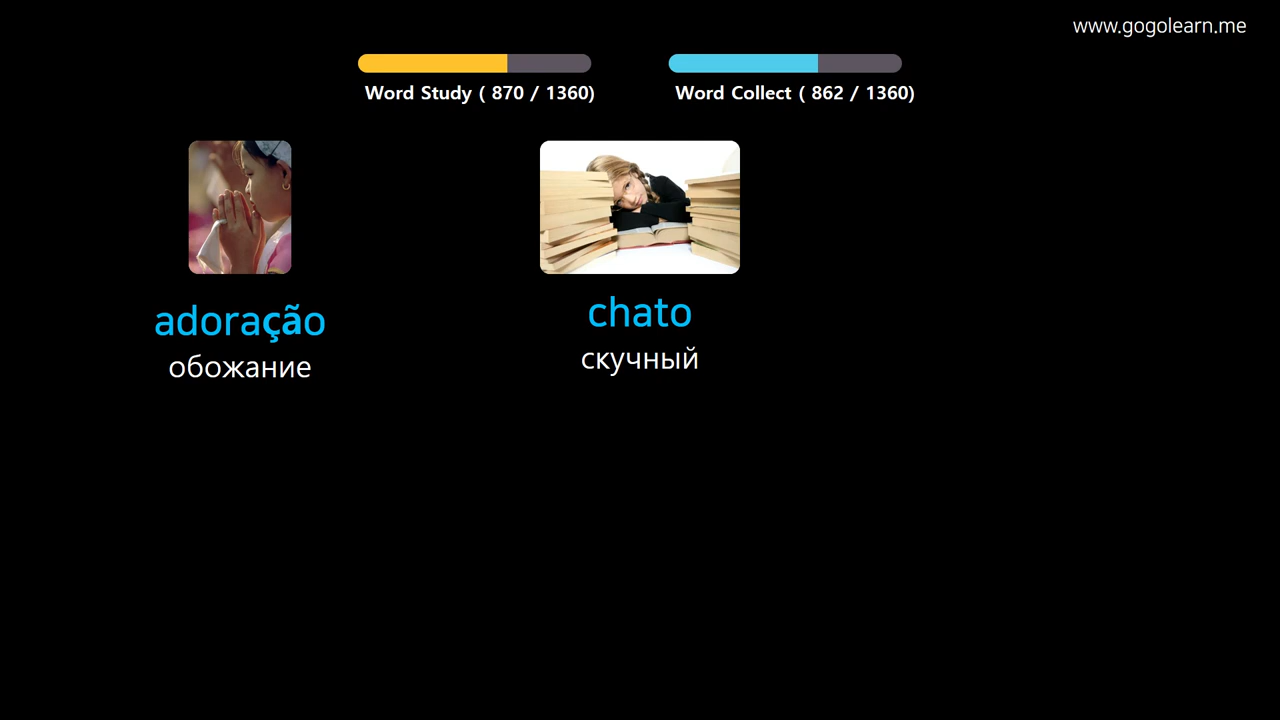 www.gogolearn.me
Word Study ( 870 / 1360)
Word Collect ( 862 / 1360)
adoração
обожание
chato
скучный